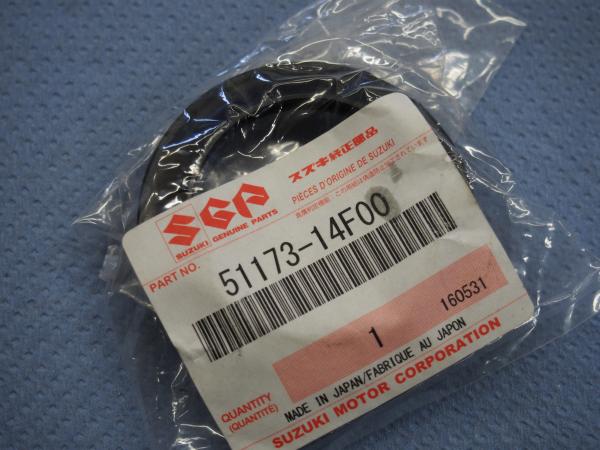 SGP
SUZUKI GENUINE PARTS
スズキ純正部品
PIÈCES D'ORIGINE DE SUZUKI
PART NO.
51173-14F00
1
160531
QUANTITY
(QUANTITÉ)
MADE IN JAPAN/FABRIQUE AU JAPON
SUZUKI MOTOR CORPORATION